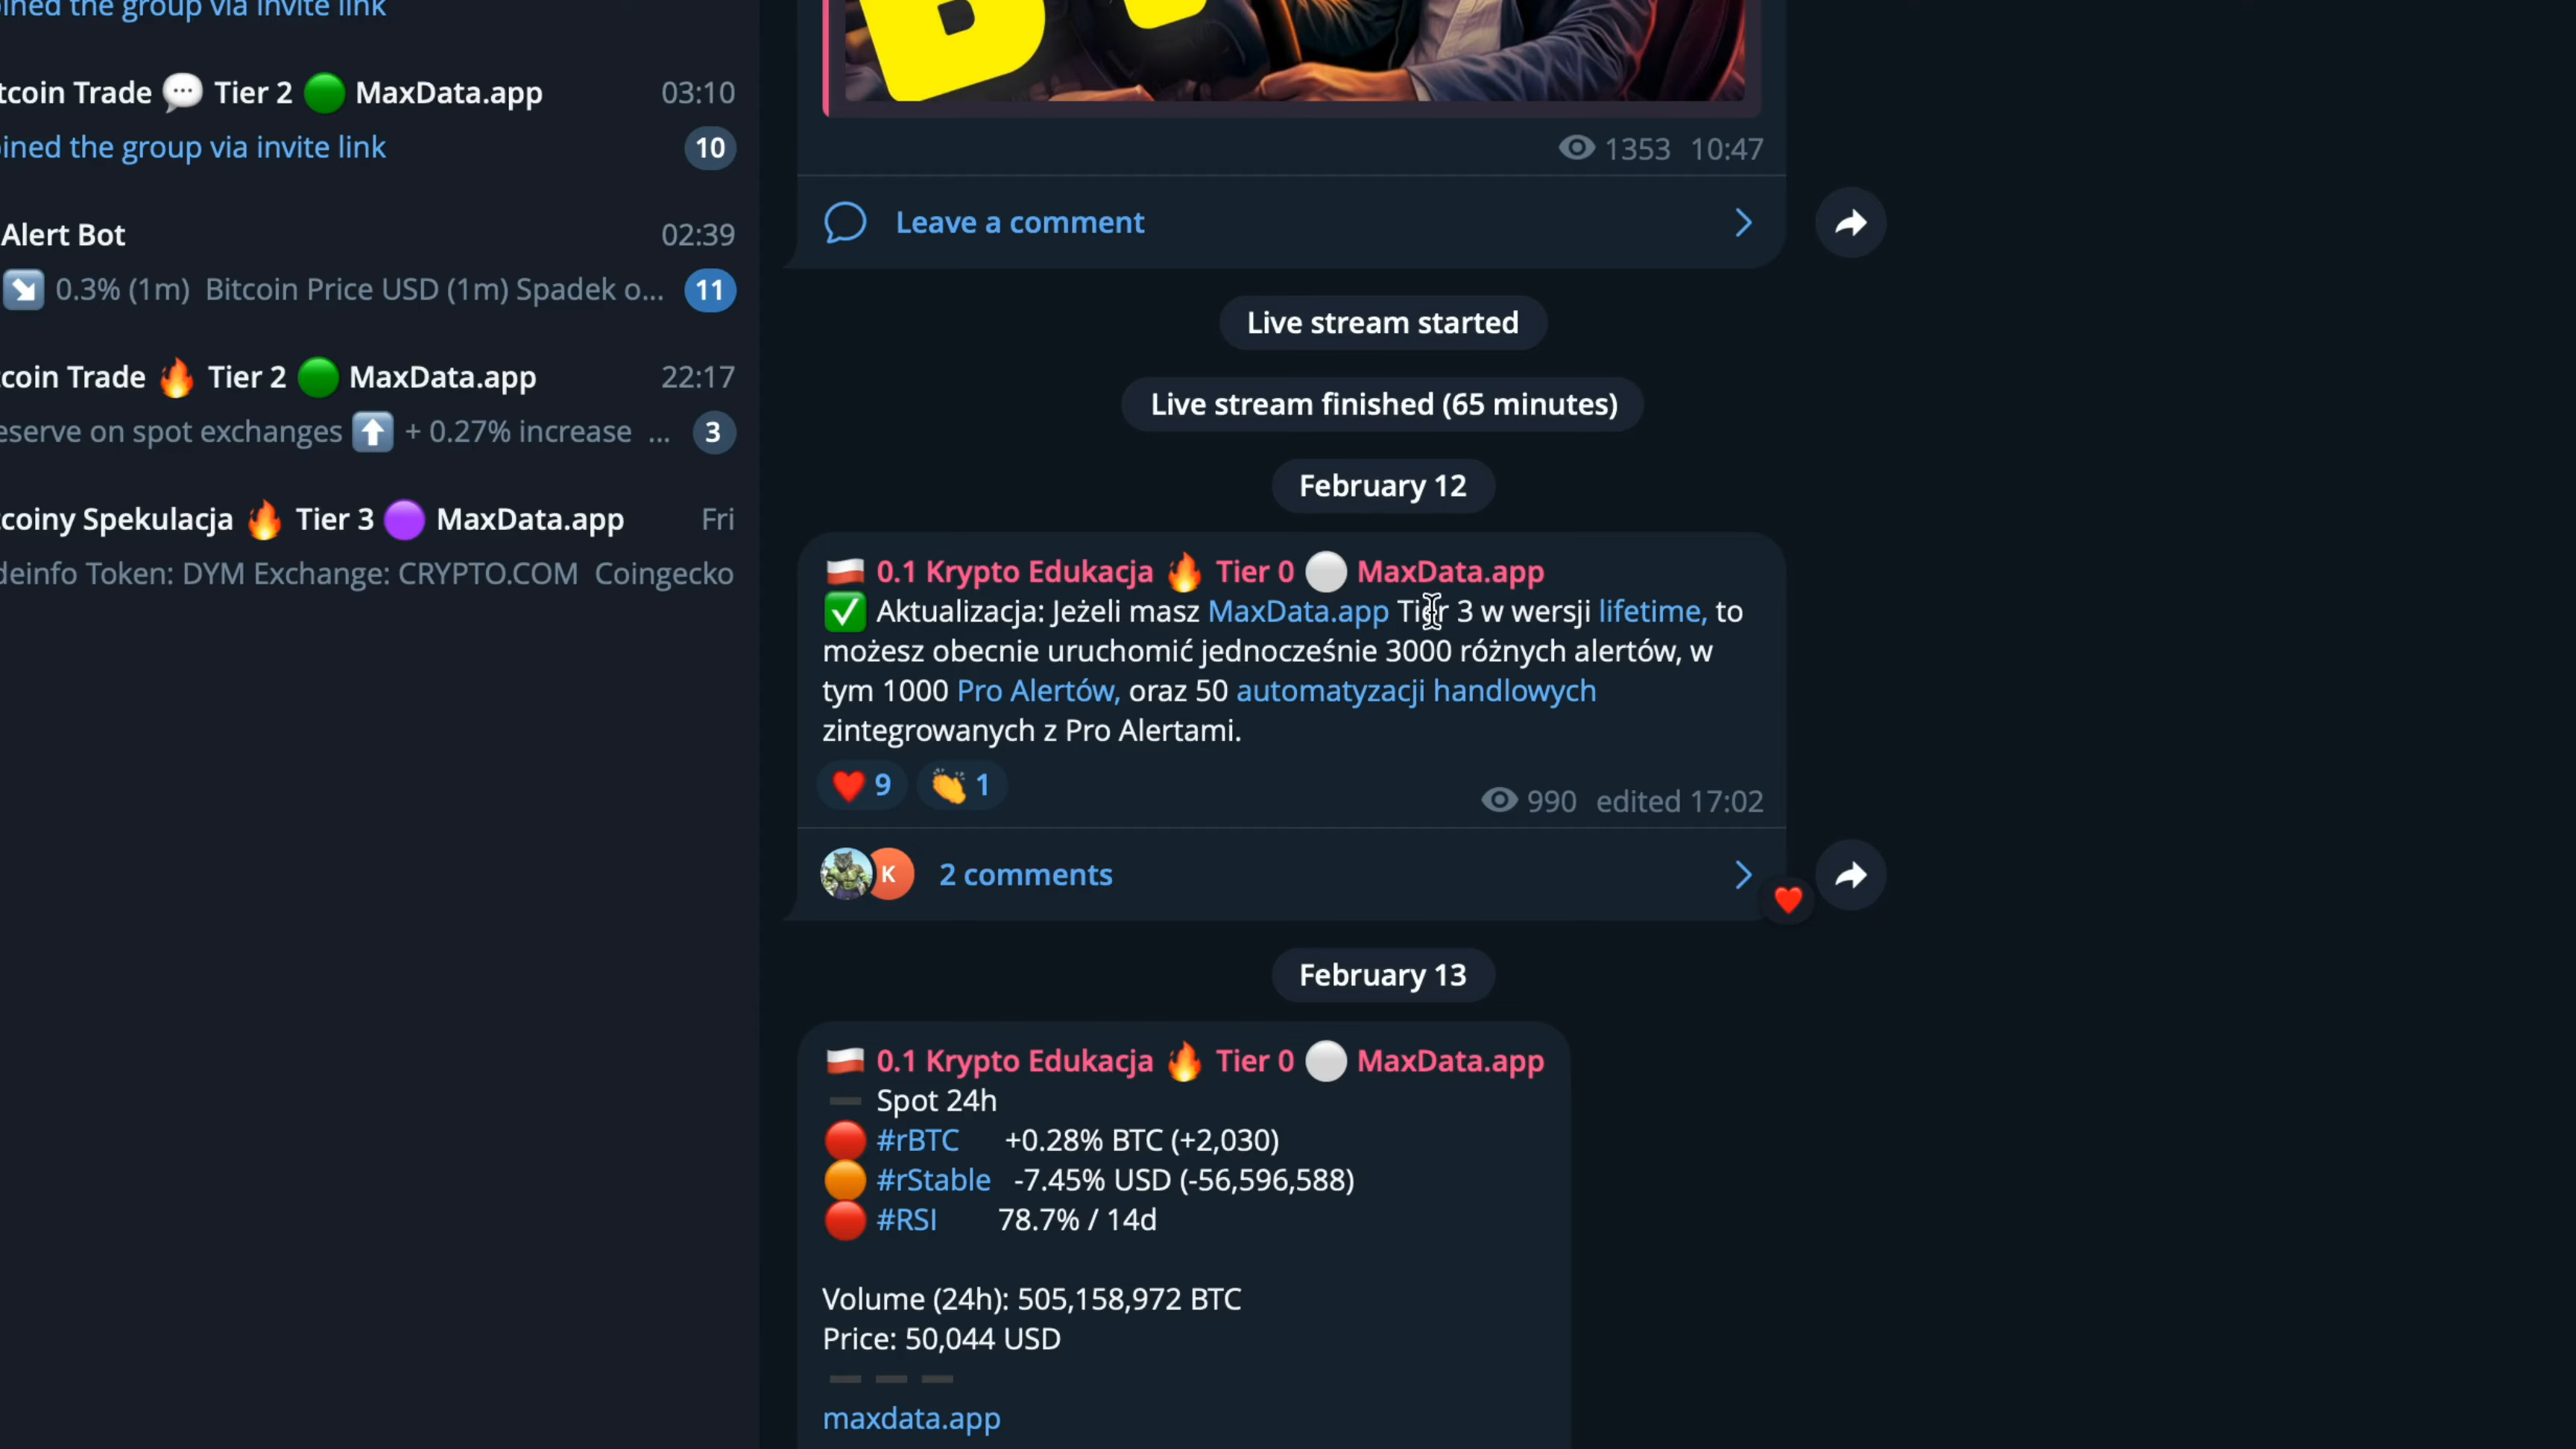 ined the group via invite link
tcoin Trade 💬 Tier 2 🟢 MaxData.app 03:10
ined the group via invite link 10
Alert Bot 02:39
↘️ 0.3% (1m) Bitcoin Price USD (1m) Spadek o... 11
coin Trade 🔥 Tier 2 🟢 MaxData.app 22:17
eserve on spot exchanges ⬆️ + 0.27% increase ... 3
coiny Spekulacja 🔥 Tier 3 🟣 MaxData.app Fri
deinfo Token: DYM Exchange: CRYPTO.COM Coingecko
1353 10:47
Leave a comment
Live stream started
Live stream finished (65 minutes)
February 12
🇵🇱 0.1 Krypto Edukacja 🔥 Tier 0 ⚪ MaxData.app
✅ Aktualizacja: Jeżeli masz MaxData.app Tier 3 w wersji lifetime, to
możesz obecnie uruchomić jednocześnie 3000 różnych alertów, w
tym 1000 Pro Alertów, oraz 50 automatyzacji handlowych
zintegrowanych z Pro Alertami.
❤️ 9 👏 1
990 edited 17:02
K 2 comments
February 13
🇵🇱 0.1 Krypto Edukacja 🔥 Tier 0 ⚪ MaxData.app
➖ Spot 24h
🔴 #rBTC +0.28% BTC (+2,030)
🟠 #rStable -7.45% USD (-56,596,588)
🔴 #RSI 78.7% / 14d
Volume (24h): 505,158,972 BTC
Price: 50,044 USD
➖➖➖
maxdata.app